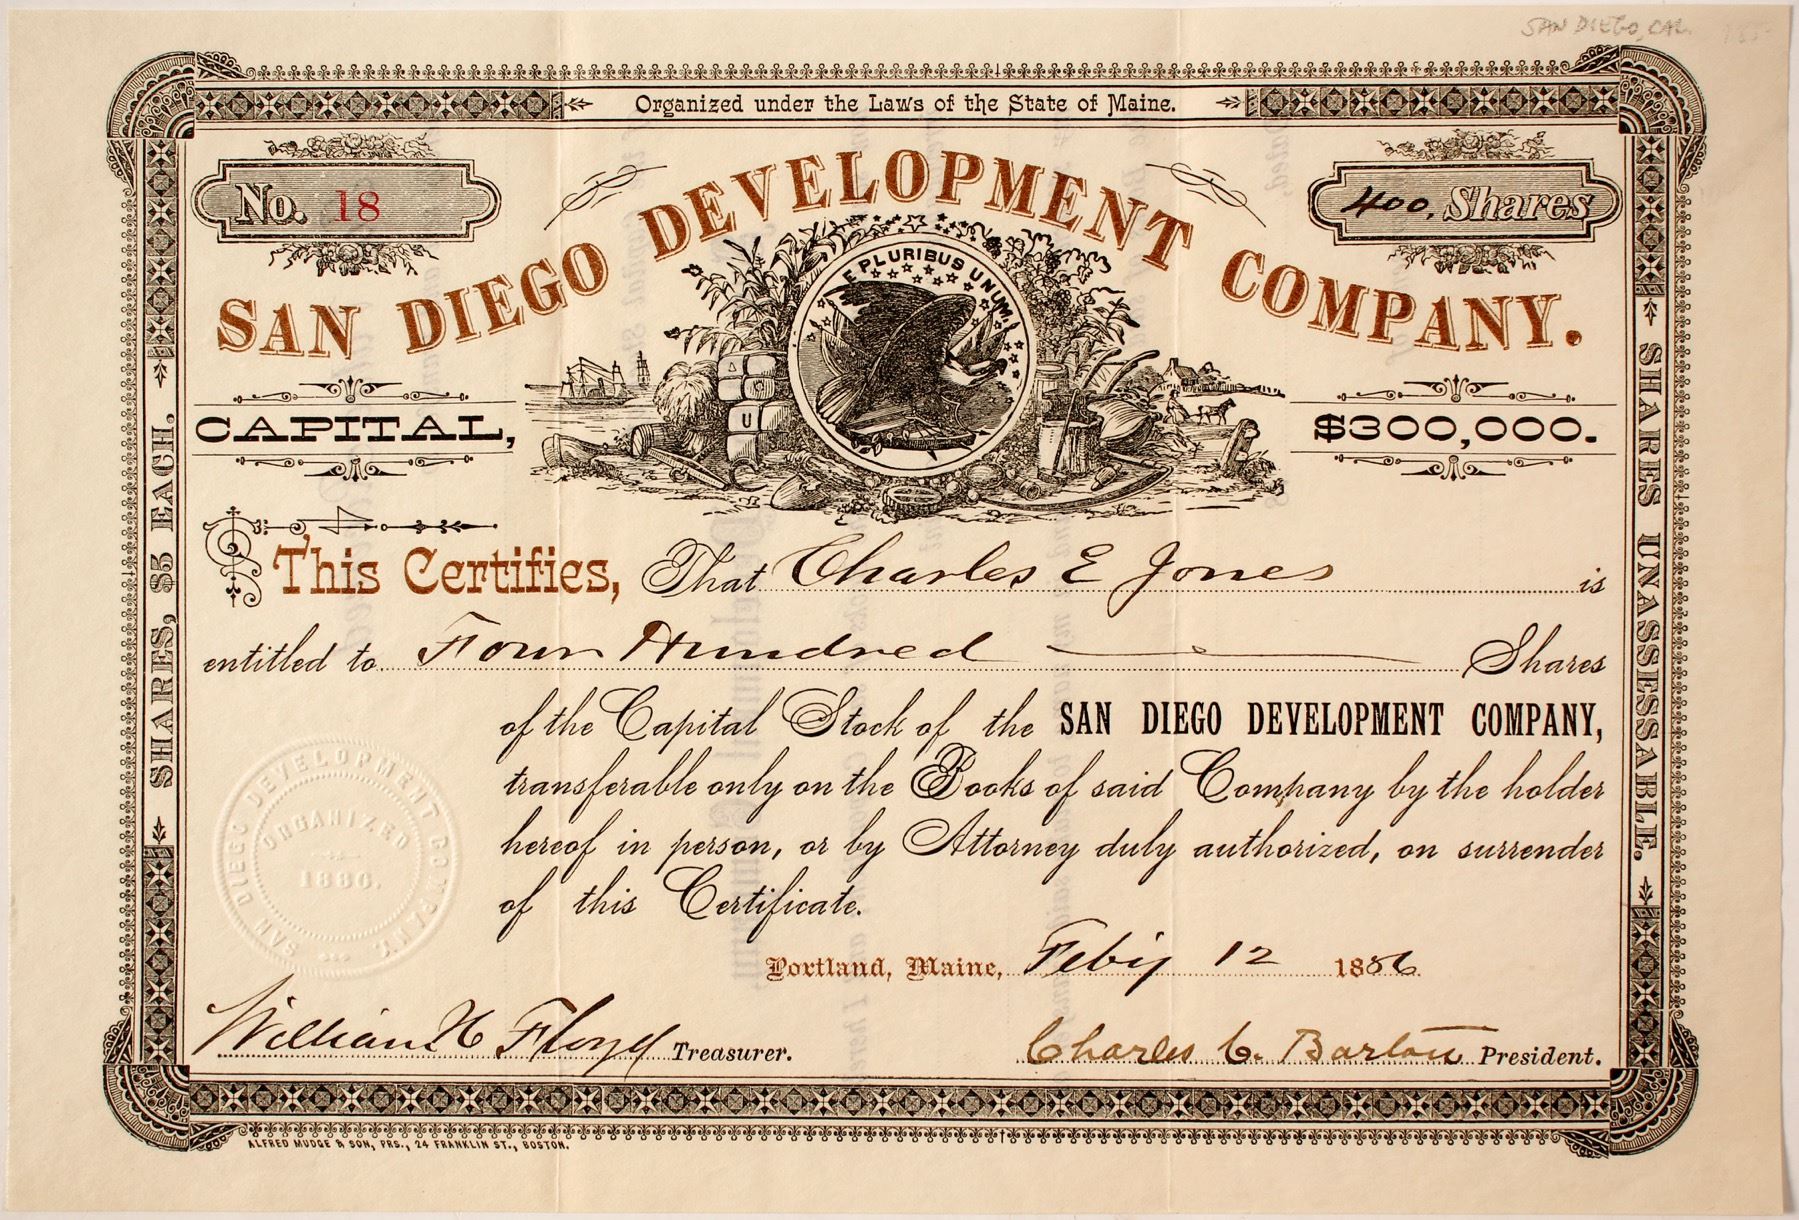 SAN DIEGO, CAL.
Organized under the Laws of the State of Maine.
No. 18
400. Shares
SAN DIEGO DEVELOPMENT COMPANY.
E PLURIBUS UNUM.
CAPITAL,
$300,000.
SHARES, $5 EACH.
SHARES UNASSESSABLE.
This Certifies, That Charles E Jones is
entitled to Four Hundred Shares
of the Capital Stock of the SAN DIEGO DEVELOPMENT COMPANY,
transferable only on the Books of said Company by the holder
hereof in person, or by Attorney duly authorized, on surrender
of this Certificate.
SAN DIEGO DEVELOPMENT COMPANY.
ORGANIZED
1886.
Portland, Maine, Feby 12 1886
William H Floyd Treasurer.
Charles C. Barton President.
ALFRED MUDGE & SON, PRS., 24 FRANKLIN ST., BOSTON.